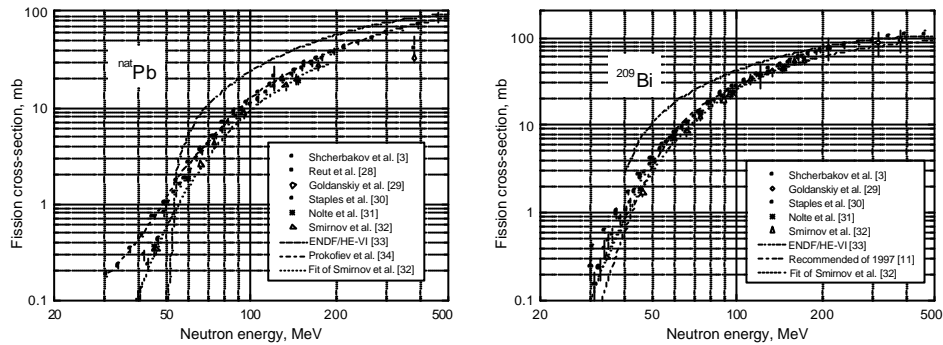 100
10
1
0.1
Fission cross-section, mb
natPb
Shcherbakov et al. [3]
Reut et al. [28]
Goldanskiy et al. [29]
Staples et al. [30]
Nolte et al. [31]
Smirnov et al. [32]
ENDF/HE-VI [33]
Prokofiev et al. [34]
Fit of Smirnov et al. [32]
20 50 100 200 500
Neutron energy, MeV
100
10
1
0.1
Fission cross-section, mb
209Bi
Shcherbakov et al. [3]
Goldanskiy et al. [29]
Staples et al. [30]
Nolte et al. [31]
Smirnov et al. [32]
ENDF/HE-VI [33]
Recommended of 1997 [11]
Fit of Smirnov et al. [32]
20 50 100 200 500
Neutron energy, MeV